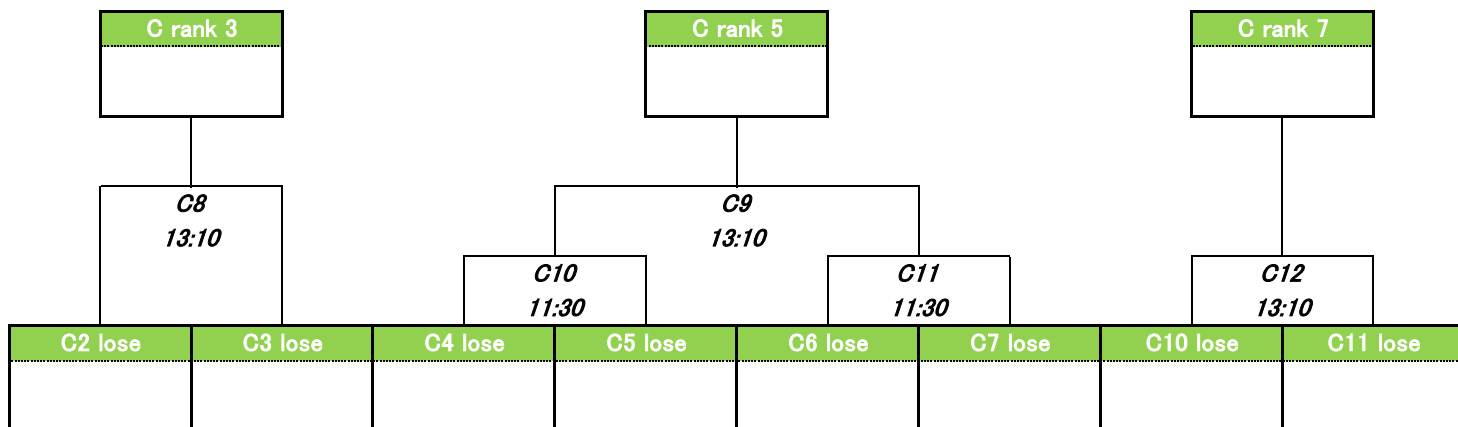 C rank 3
C rank 5
C rank 7
C8
13:10
C9
13:10
C10
11:30
C11
11:30
C12
13:10
C2 lose
C3 lose
C4 lose
C5 lose
C6 lose
C7 lose
C10 lose
C11 lose